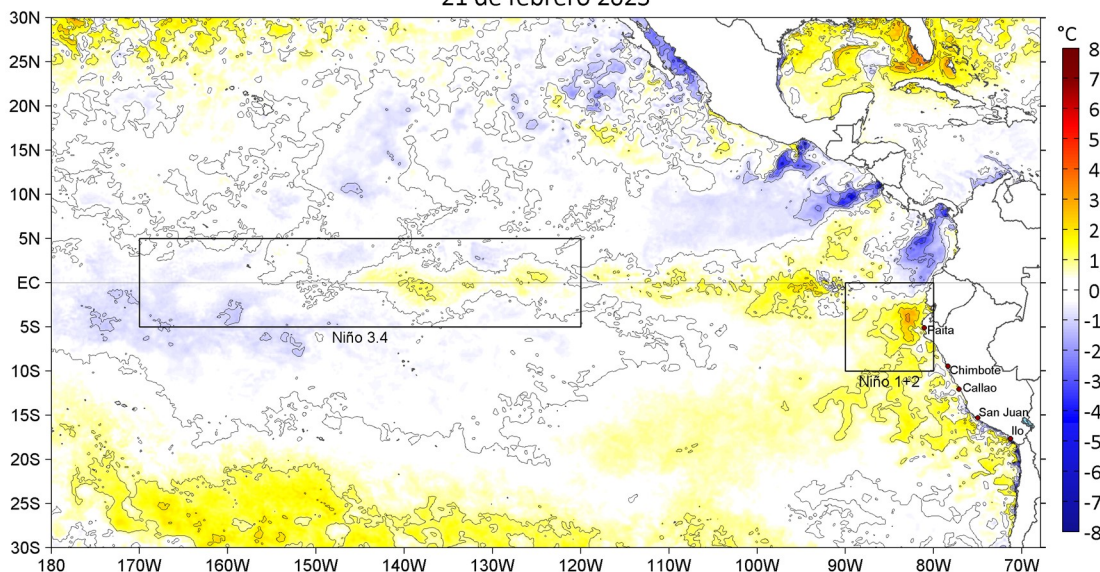 21 de febrero 2023
°C
30N
25N
20N
15N
10N
5N
EC
5S
10S
15S
20S
25S
30S
Niño 3.4
Niño 1+2
Paita
Chimbote
Callao
San Juan
Ilo
8
7
6
5
4
3
2
1
0
-1
-2
-3
-4
-5
-6
-7
-8
180 170W 160W 150W 140W 130W 120W 110W 100W 90W 80W 70W